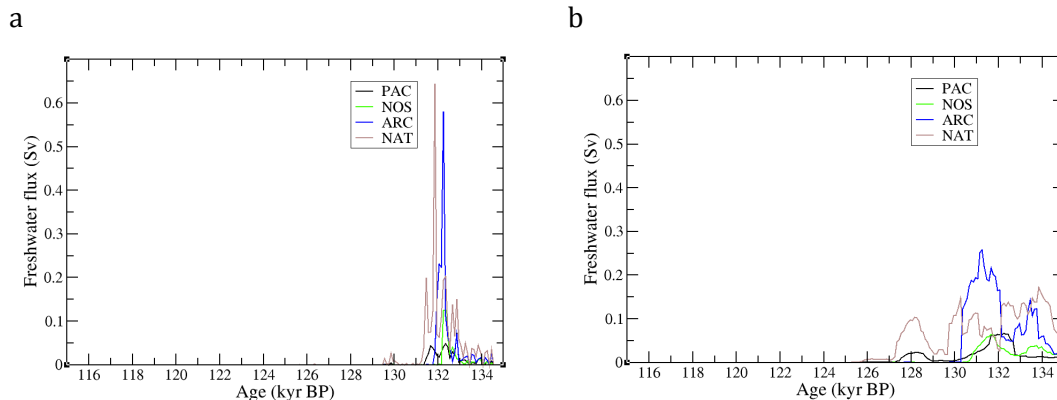 a
b
0.6
0.5
0.4
0.3
0.2
0.1
0
Freshwater flux (Sv)
PAC
NOS
ARC
NAT
116 118 120 122 124 126 128 130 132 134
Age (kyr BP)
0.6
0.5
0.4
0.3
0.2
0.1
0
Freshwater flux (Sv)
PAC
NOS
ARC
NAT
116 118 120 122 124 126 128 130 132 134
Age (kyr BP)